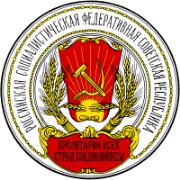 РОССИЙСКАЯ СОЦИАЛИСТИЧЕСКАЯ ФЕДЕРАТИВНАЯ СОВЕТСКАЯ РЕСПУБЛИКА
ПРОЛЕТАРИИ ВСЕХ
СТРАН, СОЕДИНЯЙТЕСЬ!